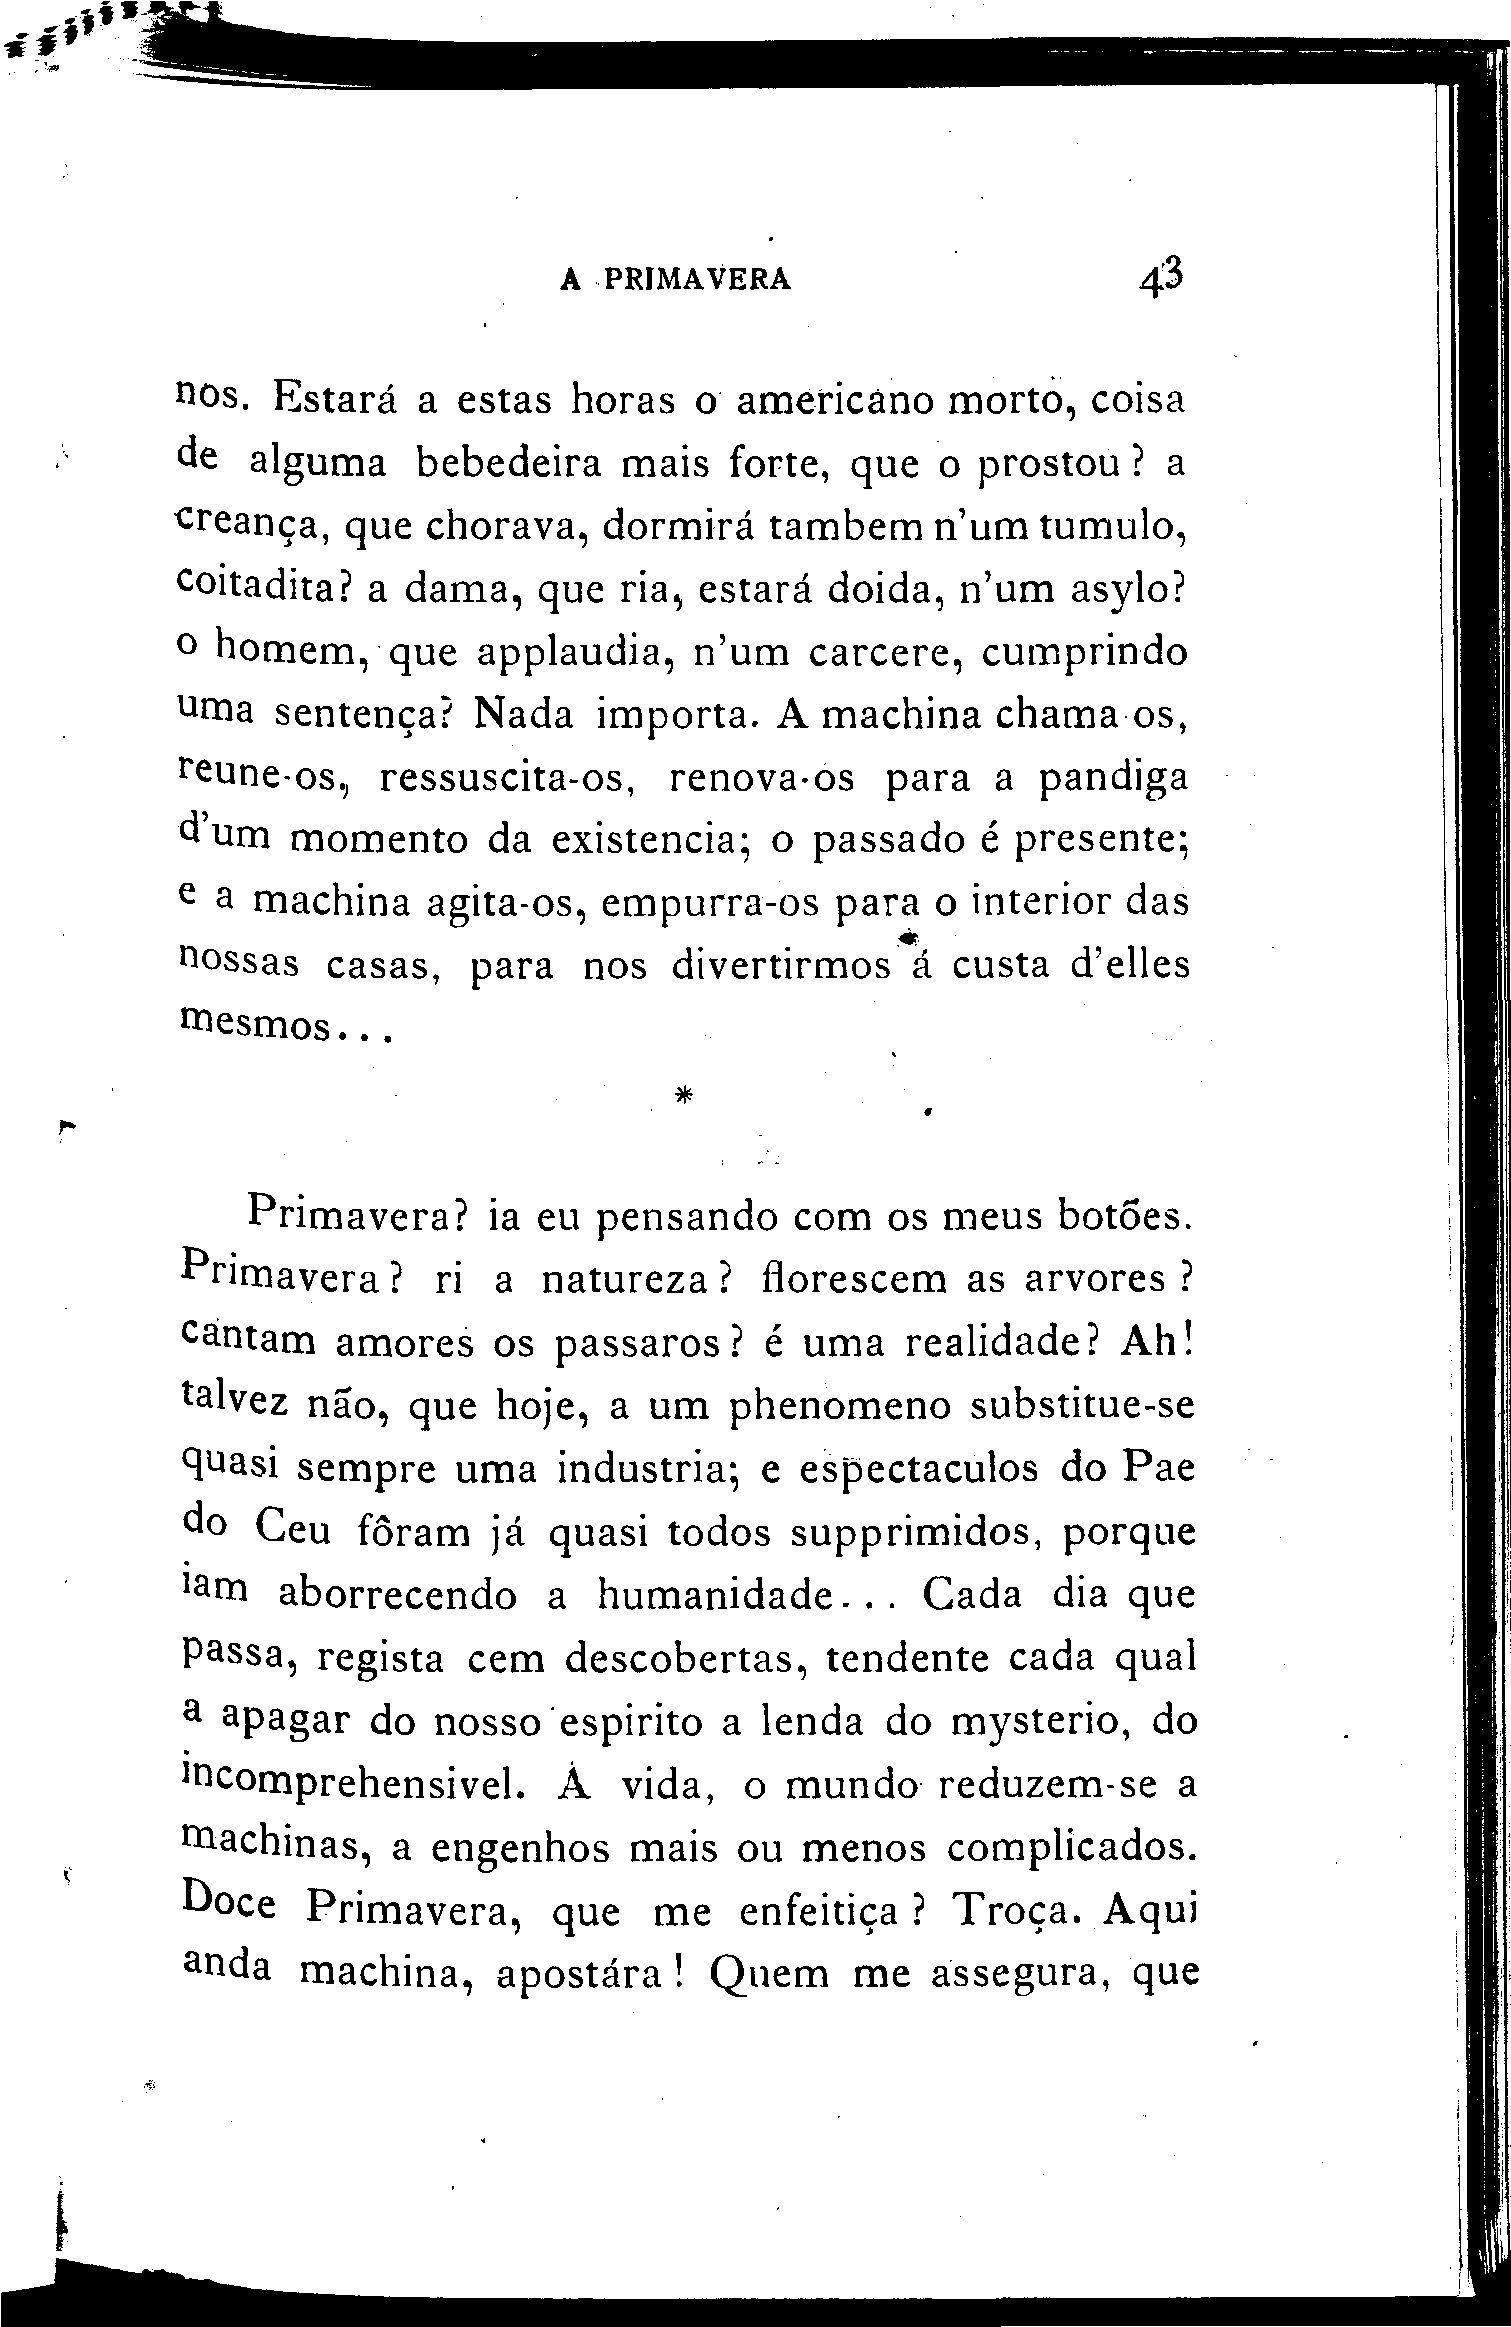 A PRIMAVERA 43
nos. Estará a estas horas o americano morto, coisa
de alguma bebedeira mais forte, que o prostou? a
creança, que chorava, dormirá tambem n'um tumulo,
coitadita? a dama, que ria, estará doida, n'um asylo?
o homem, que applaudia, n'um carcere, cumprindo
uma sentença? Nada importa. A machina chama-os,
reune-os, ressuscita-os, renova-os para a pandiga
d'um momento da existencia; o passado é presente;
e a machina agita-os, empurra-os para o interior das
nossas casas, para nos divertirmos á custa d'elles
mesmos...
*
Primavera? ia eu pensando com os meus botões.
Primavera? ri a natureza? florescem as arvores?
cantam amores os passaros? é uma realidade? Ah!
talvez não, que hoje, a um phenomeno substitue-se
quasi sempre uma industria; e espectaculos do Pae
do Ceu fôram já quasi todos supprimidos, porque
iam aborrecendo a humanidade... Cada dia que
passa, regista cem descobertas, tendente cada qual
a apagar do nosso espirito a lenda do mysterio, do
incomprehensivel. A vida, o mundo reduzem-se a
machinas, a engenhos mais ou menos complicados.
Doce Primavera, que me enfeitiça? Troça. Aqui
anda machina, apostára! Quem me assegura, que